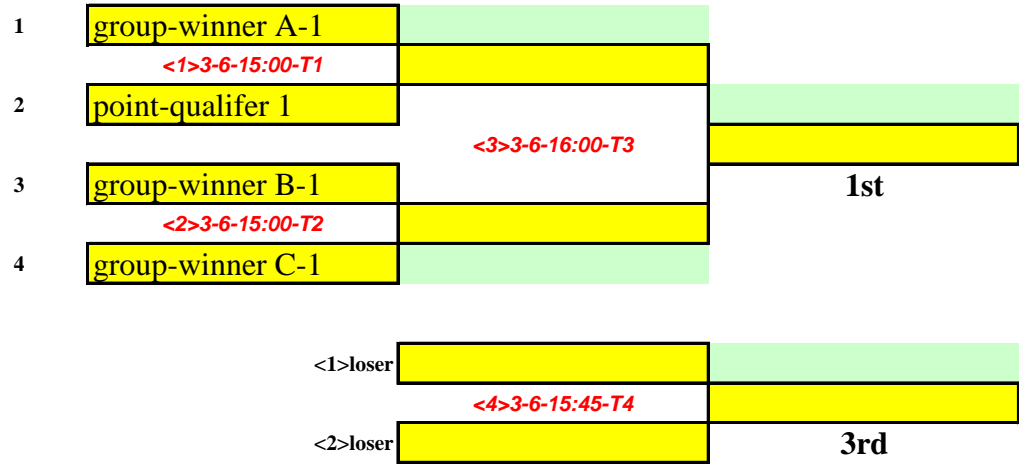 1 group-winner A-1
<1>3-6-15:00-T1
2 point-qualifer 1
<3>3-6-16:00-T3
3 group-winner B-1 1st
<2>3-6-15:00-T2
4 group-winner C-1
<1>loser
<4>3-6-15:45-T4
<2>loser 3rd